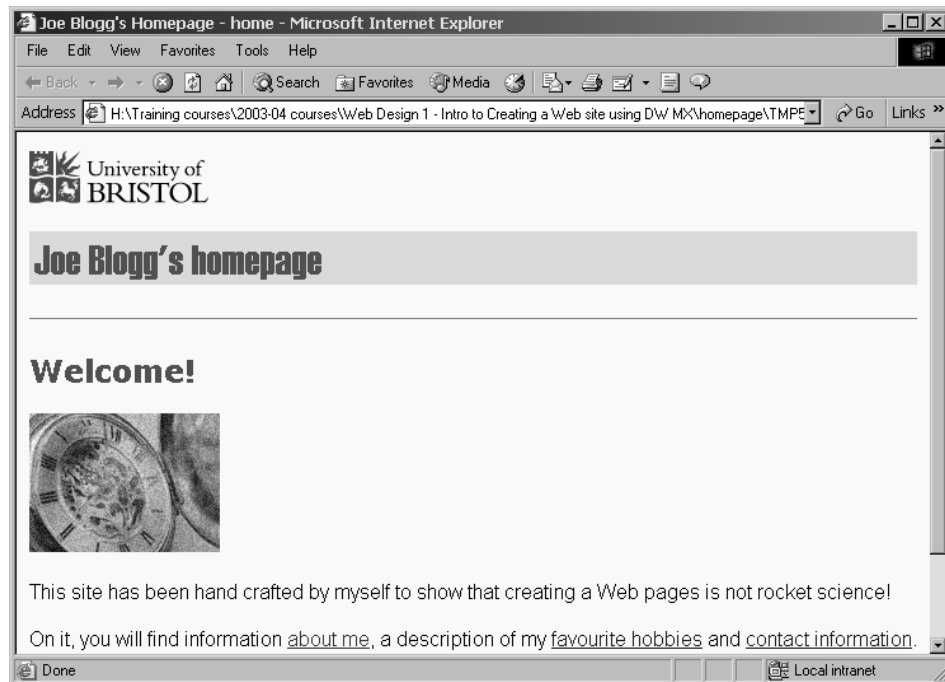 Joe Blogg's Homepage - home - Microsoft Internet Explorer
File Edit View Favorites Tools Help
Back Search Favorites Media
Address H:\Training courses\2003-04 courses\Web Design 1 - Intro to Creating a Web site using DW MX\homepage\TMP5 Go Links »
University of
BRISTOL
Joe Blogg's homepage
Welcome!
This site has been hand crafted by myself to show that creating a Web pages is not rocket science!
On it, you will find information about me, a description of my favourite hobbies and contact information.
Done Local intranet